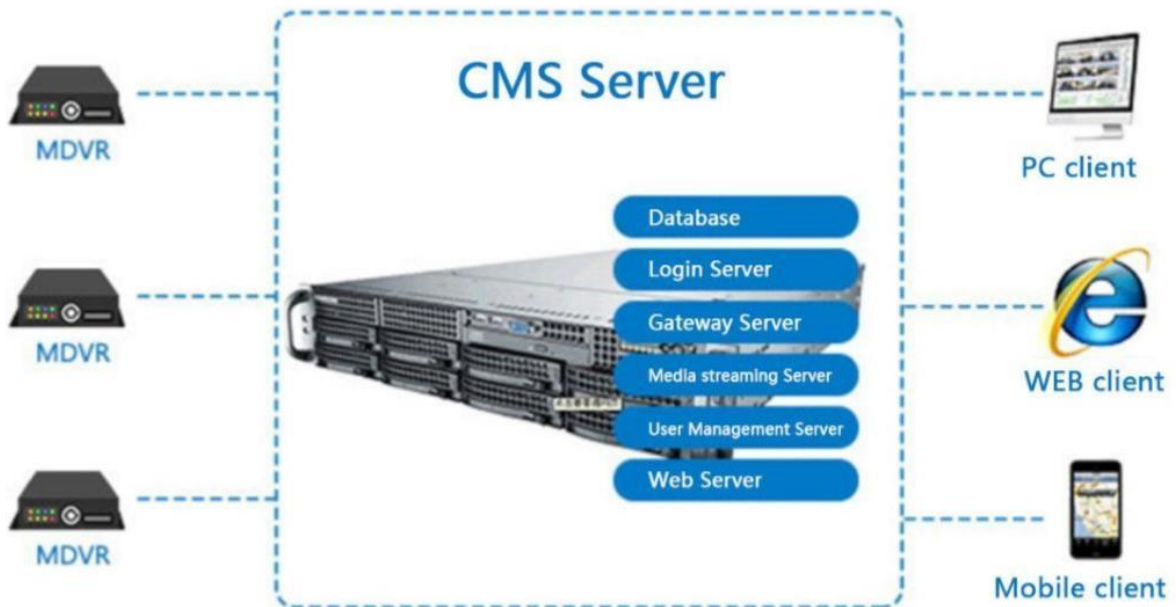 CMS Server
MDVR
MDVR
MDVR
Database
Login Server
Gateway Server
Media streaming Server
User Management Server
Web Server
PC client
WEB client
Mobile client